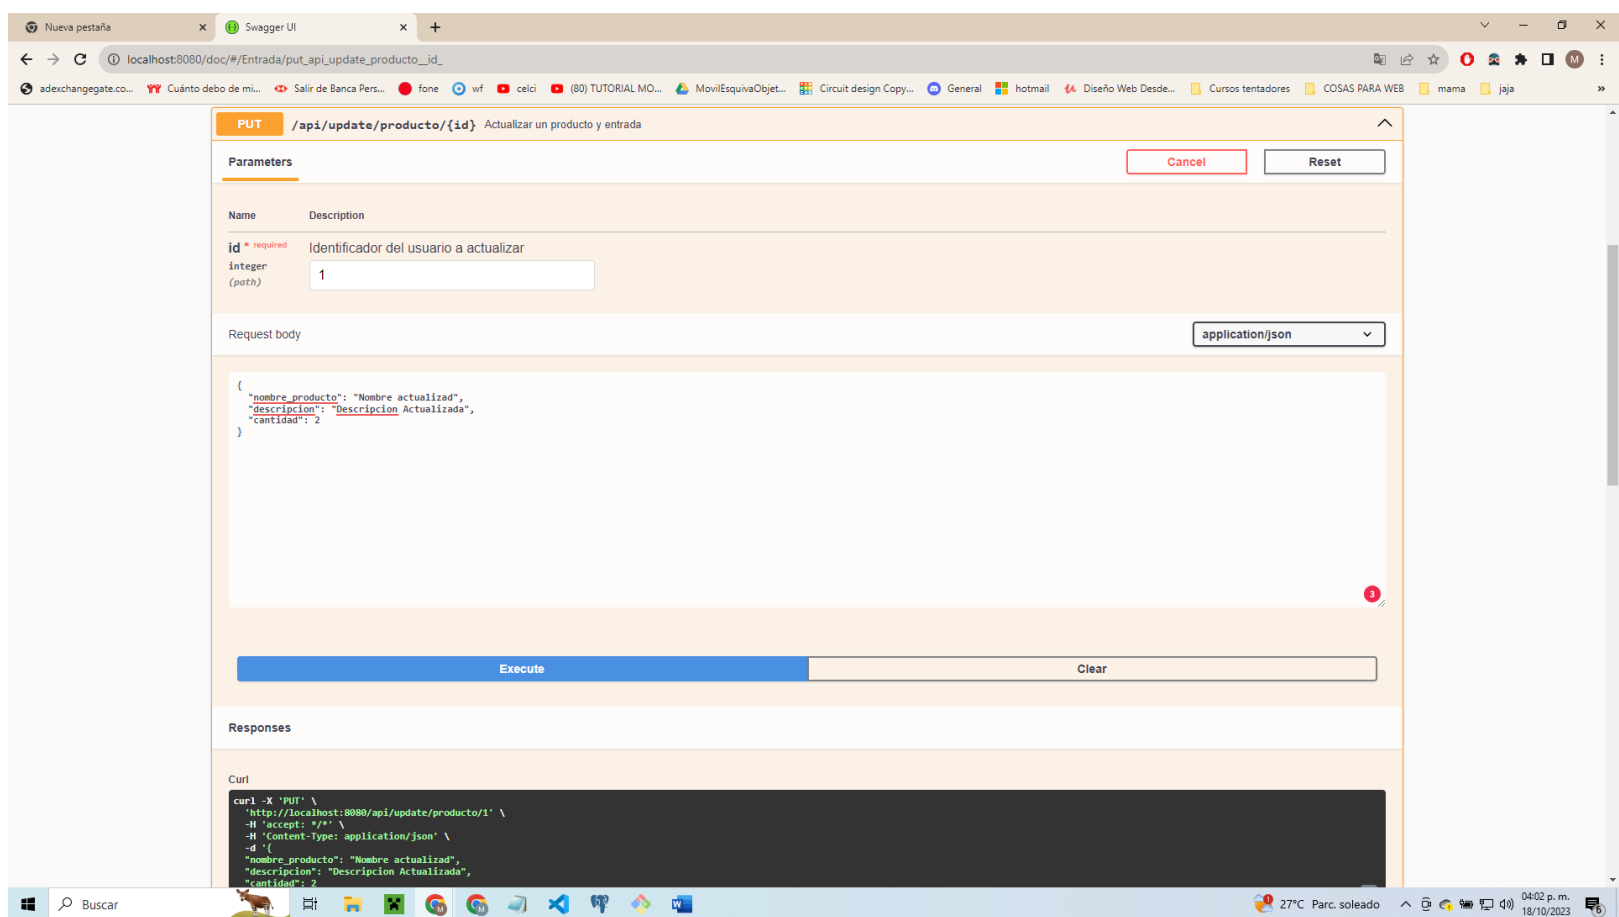 Nueva pestaña
Swagger UI
localhost:8080/doc/#/Entrada/put_api_update_producto__id_
M
adexchangegate.co... Cuánto debo de mi... Salir de Banca Pers... fone wf celci (80) TUTORIAL MO... MovilEsquivaObjet... Circuit design Copy... General hotmail Diseño Web Desde... Cursos tentadores COSAS PARA WEB mama jaja »
PUT /api/update/producto/{id} Actualizar un producto y entrada
Parameters Cancel Reset
Name Description
id * required Identificador del usuario a actualizar
integer
(path)
1
Request body application/json
{
"nombre_producto": "Nombre actualizad",
"descripcion": "Descripcion Actualizada",
"cantidad": 2
}
3
Execute Clear
Responses
Curl
curl -X 'PUT' \
'http://localhost:8080/api/update/producto/1' \
-H 'accept: */*' \
-H 'Content-Type: application/json' \
-d '{
"nombre_producto": "Nombre actualizad",
"descripcion": "Descripcion Actualizada",
"cantidad": 2
Buscar
27°C Parc. soleado
04:02 p. m.
18/10/2023
6